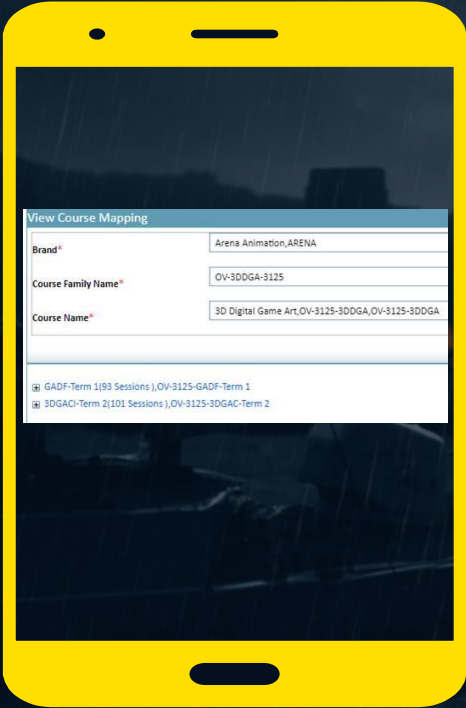 View Course Mapping
Brand*
Arena Animation,ARENA
Course Family Name*
OV-3DDGA-3125
Course Name*
3D Digital Game Art,OV-3125-3DDGA,OV-3125-3DDGA
GADF-Term 1(93 Sessions ),OV-3125-GADF-Term 1
3DGACI-Term 2(101 Sessions ),OV-3125-3DGAC-Term 2